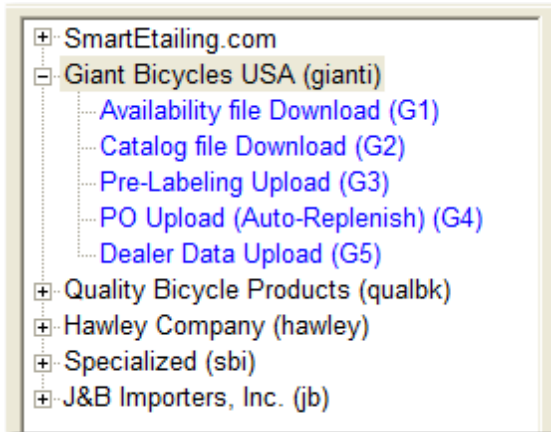 SmartEtailing.com
Giant Bicycles USA (gianti)
Availability file Download (G1)
Catalog file Download (G2)
Pre-Labeling Upload (G3)
PO Upload (Auto-Replenish) (G4)
Dealer Data Upload (G5)
Quality Bicycle Products (qualbk)
Hawley Company (hawley)
Specialized (sbi)
J&B Importers, Inc. (jb)